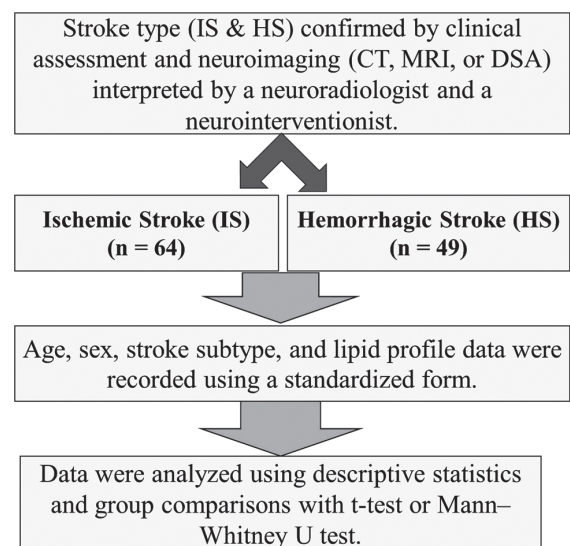 Stroke type (IS & HS) confirmed by clinical
assessment and neuroimaging (CT, MRI, or DSA)
interpreted by a neuroradiologist and a
neurointerventionist.
Ischemic Stroke (IS)
(n = 64)
Hemorrhagic Stroke (HS)
(n = 49)
Age, sex, stroke subtype, and lipid profile data were
recorded using a standardized form.
Data were analyzed using descriptive statistics
and group comparisons with t-test or Mann–
Whitney U test.